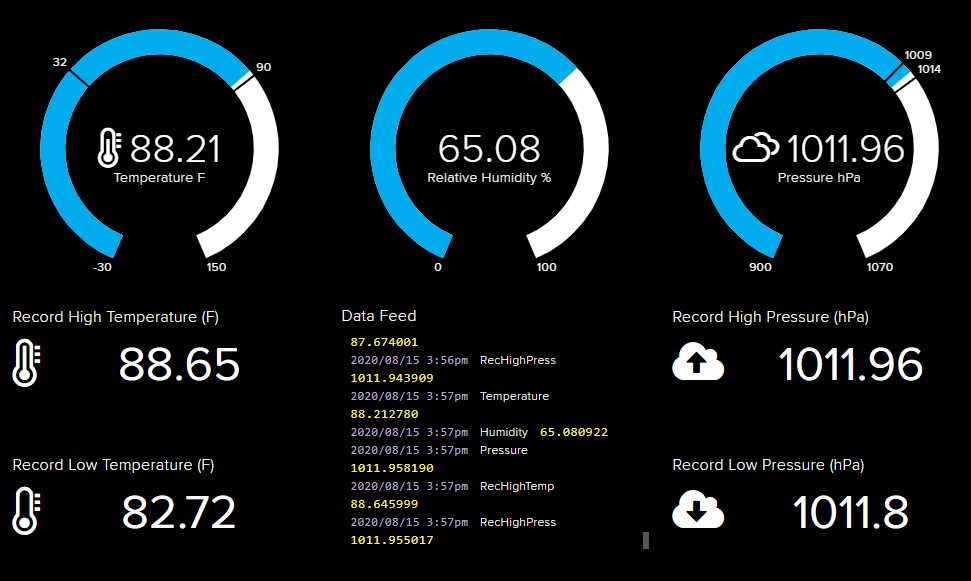 32
90
88.21
Temperature F
-30
150
65.08
Relative Humidity %
0
100
1009
1014
1011.96
Pressure hPa
900
1070
Record High Temperature (F)
88.65
Record Low Temperature (F)
82.72
Data Feed
87.674001
2020/08/15 3:56pm RecHighPress
1011.943909
2020/08/15 3:57pm Temperature
88.212780
2020/08/15 3:57pm Humidity 65.080922
2020/08/15 3:57pm Pressure
1011.958190
2020/08/15 3:57pm RecHighTemp
88.645999
2020/08/15 3:57pm RecHighPress
1011.955017
Record High Pressure (hPa)
1011.96
Record Low Pressure (hPa)
1011.8